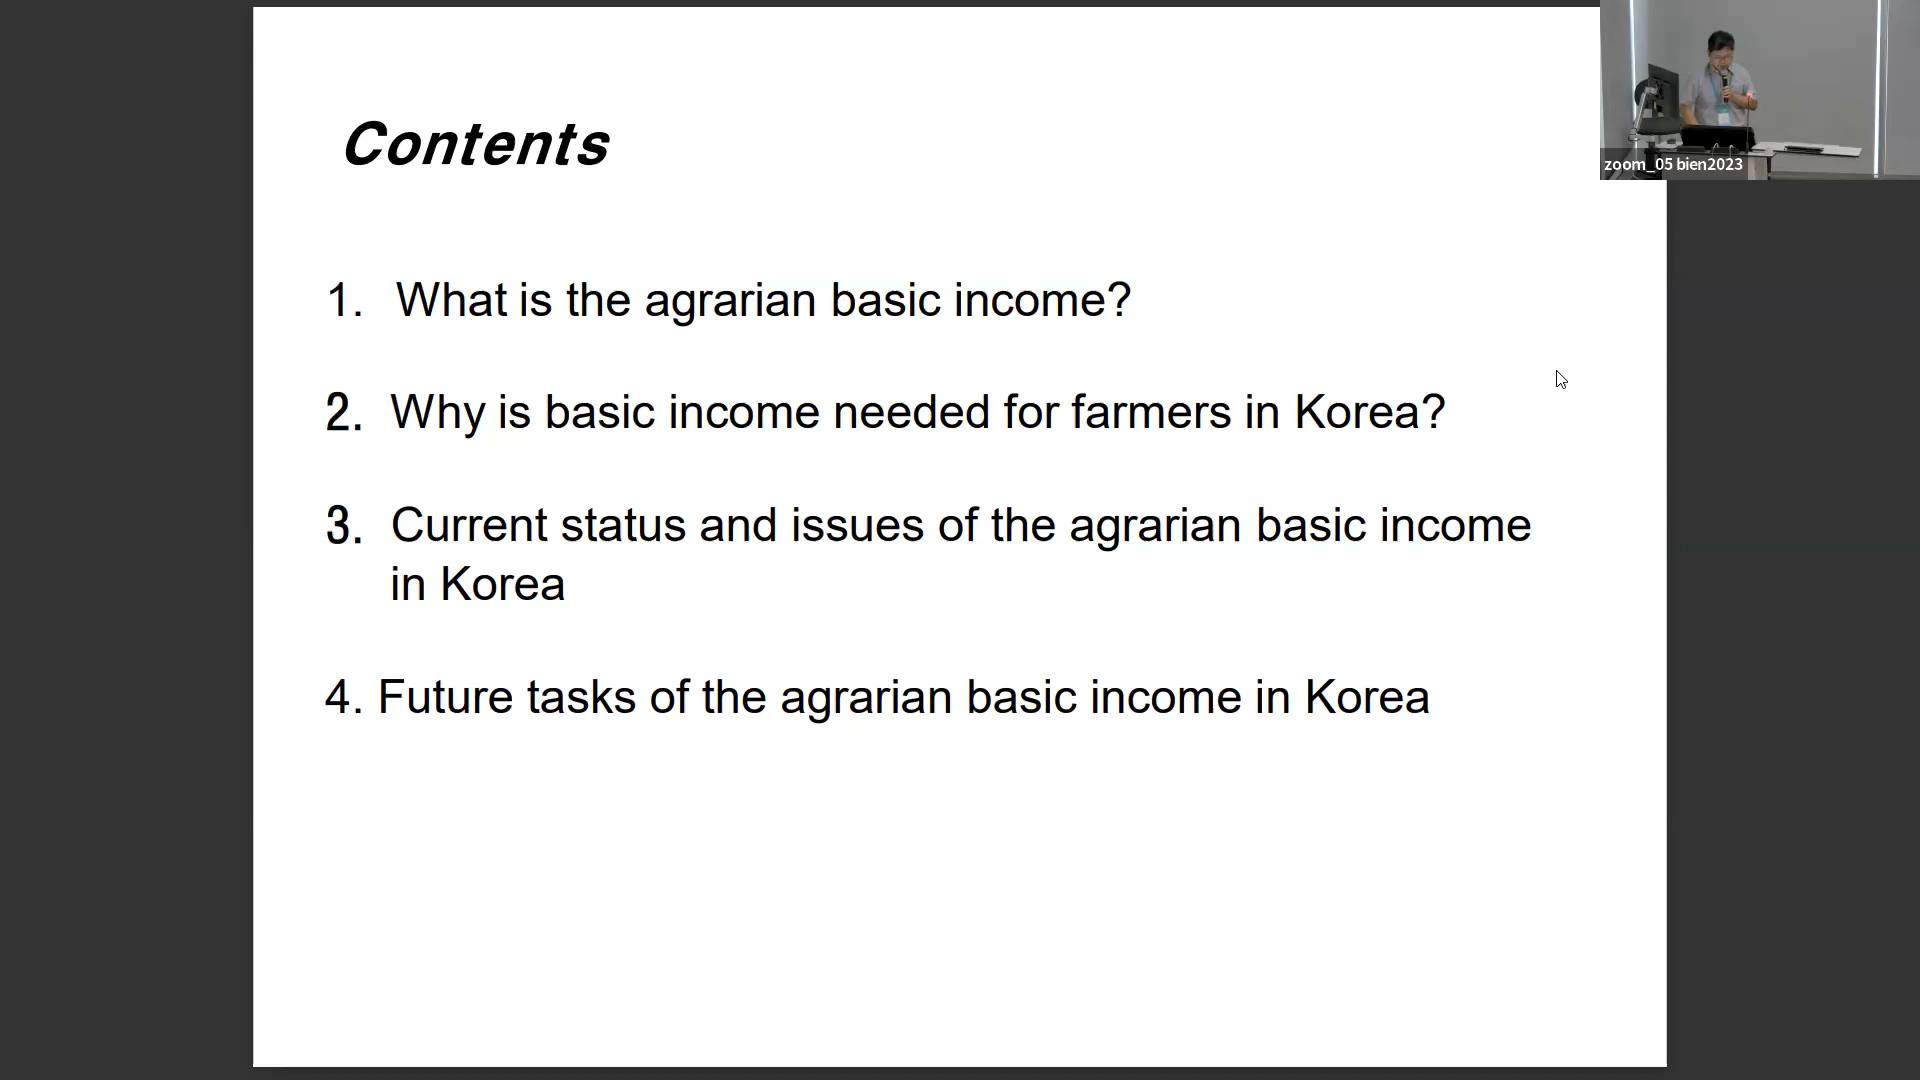 Contents
1. What is the agrarian basic income?
2. Why is basic income needed for farmers in Korea?
3. Current status and issues of the agrarian basic income
in Korea
4. Future tasks of the agrarian basic income in Korea
zoom_05 bien2023